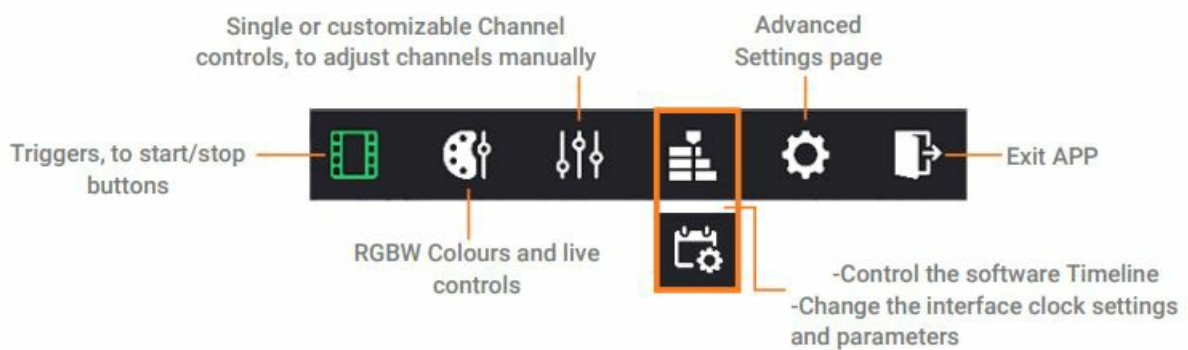 Single or customizable Channel
controls, to adjust channels manually
Advanced
Settings page
Triggers, to start/stop
buttons
Exit APP
RGBW Colours and live
controls
-Control the software Timeline
-Change the interface clock settings
and parameters